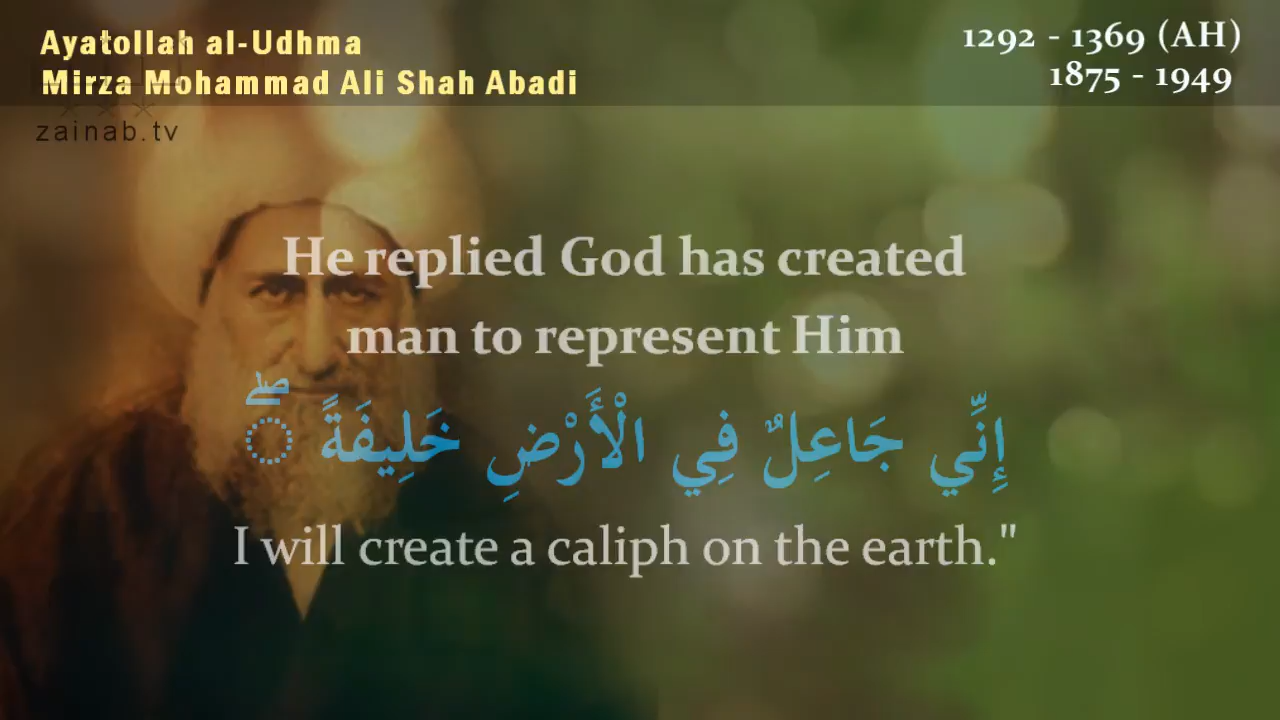 Ayatollah al-Udhma
Mirza Mohammad Ali Shah Abadi
1292 - 1369 (AH)
1875 - 1949
zainab.tv
He replied God has created
man to represent Him
إِنِّي جَاعِلٌ فِي الْأَرْضِ خَلِيفَةً ۖ
I will create a caliph on the earth."